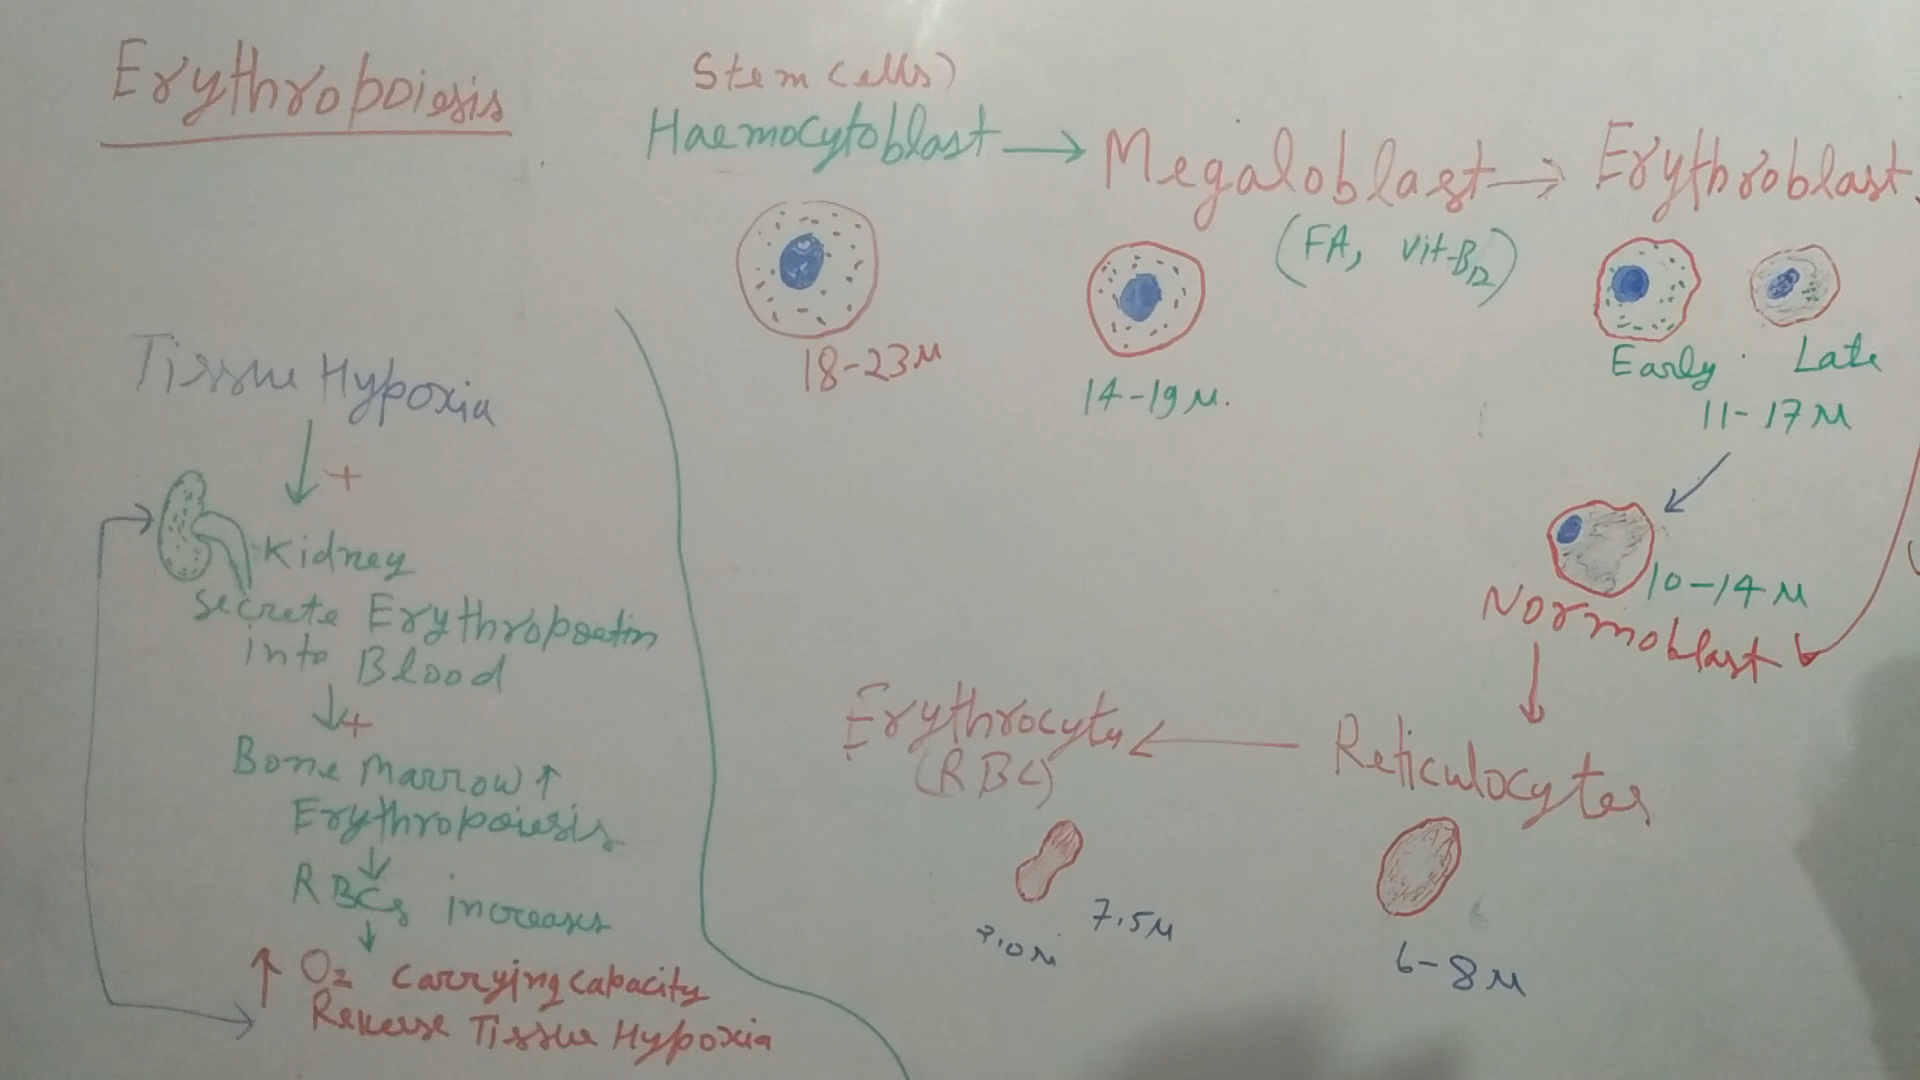 Erythropoiesis
Stem cells)
Haemocytoblast → Megaloblast → Erythroblast
(FA, vit-B12)
18-23μ
14-19μ.
Early Late
11-17μ
10-14μ
Normoblast
Reticulocytes
6-8μ
Erythrocyte
(RBC)
7.5μ
Tissue Hypoxia
↓ +
Kidney
Secrete Erythropoetin
into Blood
↓+
Bone Marrow ↑
Erythropoiesis
↓
RBCs increases
↓
↑ O2 carrying capacity
Reverse Tissue Hypoxia